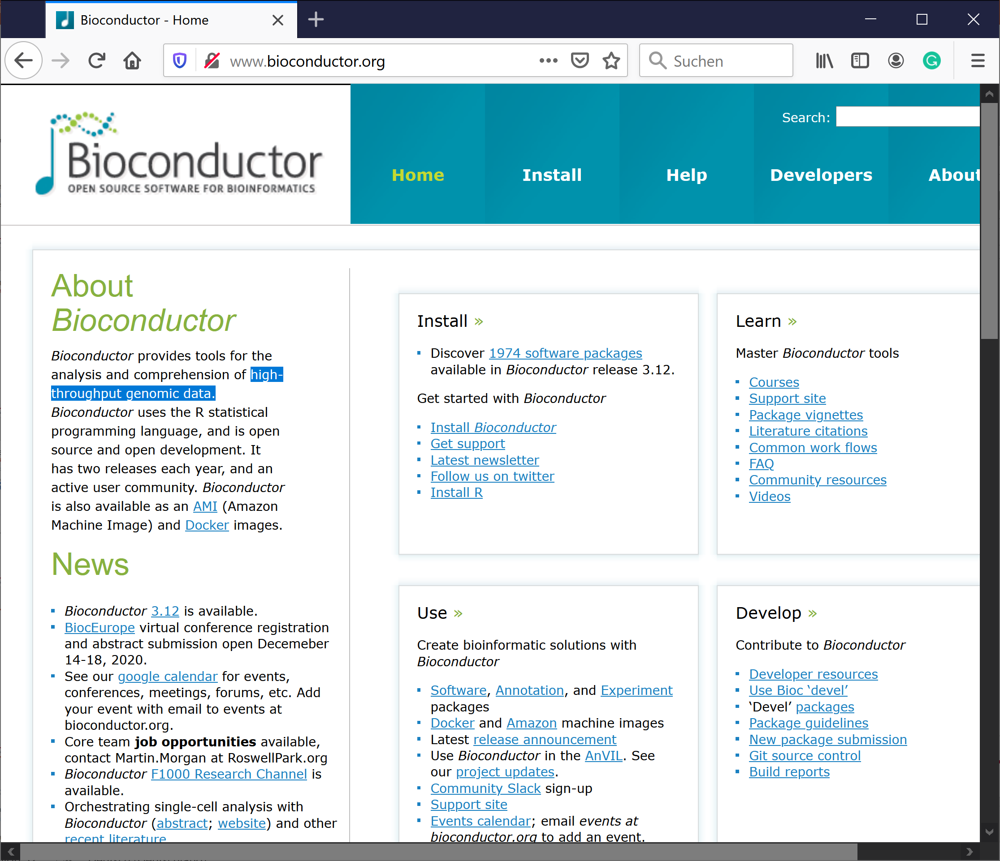 Bioconductor - Home
www.bioconductor.org
Suchen
Bioconductor
OPEN SOURCE SOFTWARE FOR BIOINFORMATICS
Search:
Home
Install
Help
Developers
About
About
Bioconductor
Bioconductor provides tools for the
analysis and comprehension of high-
throughput genomic data.
Bioconductor uses the R statistical
programming language, and is open
source and open development. It
has two releases each year, and an
active user community. Bioconductor
is also available as an AMI (Amazon
Machine Image) and Docker images.
News
Bioconductor 3.12 is available.
BiocEurope virtual conference registration
and abstract submission open Decemeber
14-18, 2020.
See our google calendar for events,
conferences, meetings, forums, etc. Add
your event with email to events at
bioconductor.org.
Core team job opportunities available,
contact Martin.Morgan at RoswellPark.org
Bioconductor F1000 Research Channel is
available.
Orchestrating single-cell analysis with
Bioconductor (abstract; website) and other
recent literature
Install »
Discover 1974 software packages
available in Bioconductor release 3.12.
Get started with Bioconductor
Install Bioconductor
Get support
Latest newsletter
Follow us on twitter
Install R
Learn »
Master Bioconductor tools
Courses
Support site
Package vignettes
Literature citations
Common work flows
FAQ
Community resources
Videos
Use »
Create bioinformatic solutions with
Bioconductor
Software, Annotation, and Experiment
packages
Docker and Amazon machine images
Latest release announcement
Use Bioconductor in the AnVIL. See
our project updates.
Community Slack sign-up
Support site
Events calendar; email events at
bioconductor.org to add an event.
Develop »
Contribute to Bioconductor
Developer resources
Use Bioc ‘devel’
‘Devel’ packages
Package guidelines
New package submission
Git source control
Build reports